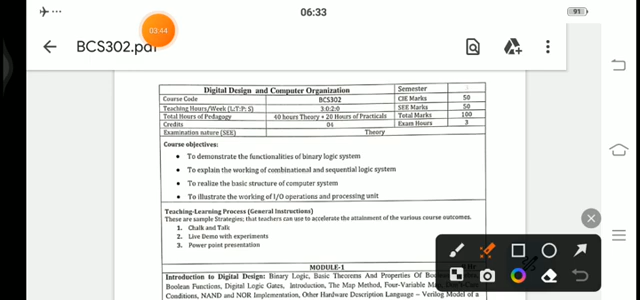 06:33
91
03:44
BCS302.pdf
Digital Design and Computer Organization Semester
Course Code BCS302 CIE Marks 50
Teaching Hours/Week (L:T:P: S) 3:0:2:0 SEE Marks 50
Total Hours of Pedagogy 40 hours Theory + 20 Hours of Practicals Total Marks 100
Credits 04 Exam Hours 3
Examination nature (SEE) Theory
Course objectives:
• To demonstrate the functionalities of binary logic system
• To explain the working of combinational and sequential logic system
• To realize the basic structure of computer system
• To illustrate the working of I/O operations and processing unit
Teaching-Learning Process (General Instructions)
These are sample Strategies; that teachers can use to accelerate the attainment of the various course outcomes.
1. Chalk and Talk
2. Live Demo with experiments
3. Power point presentation
MODULE-1
Introduction to Digital Design: Binary Logic, Basic Theorems And Properties Of
Boolean Functions, Digital Logic Gates, Introduction, The Map Method, Four-Variable
Conditions, NAND and NOR Implementation, Other Hardware Description Language – Verilog Model of a